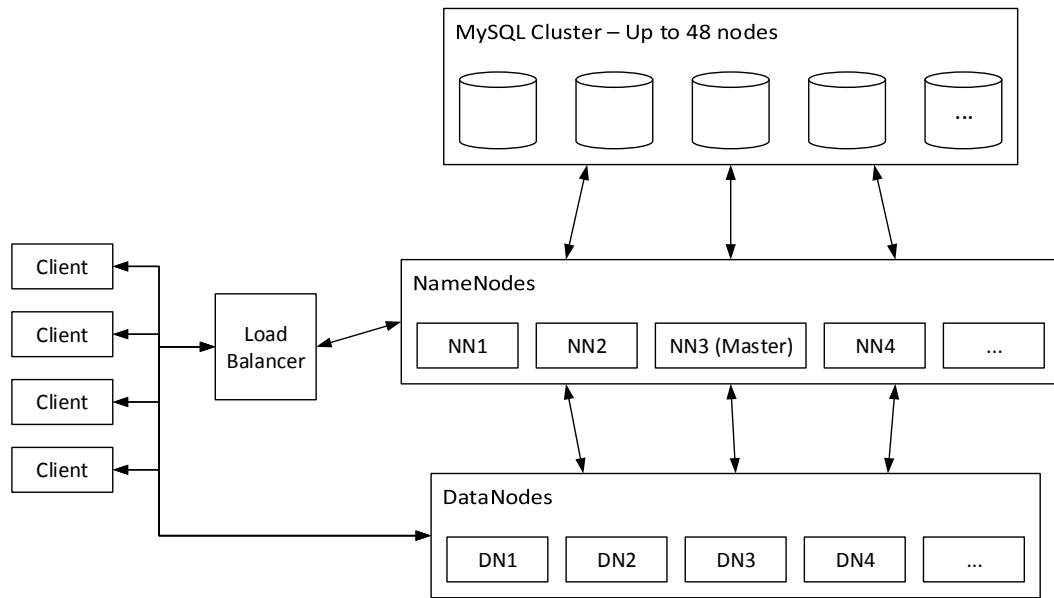 MySQL Cluster – Up to 48 nodes
...
Client
Client
Client
Client
Load
Balancer
NameNodes
NN1
NN2
NN3 (Master)
NN4
...
DataNodes
DN1
DN2
DN3
DN4
...